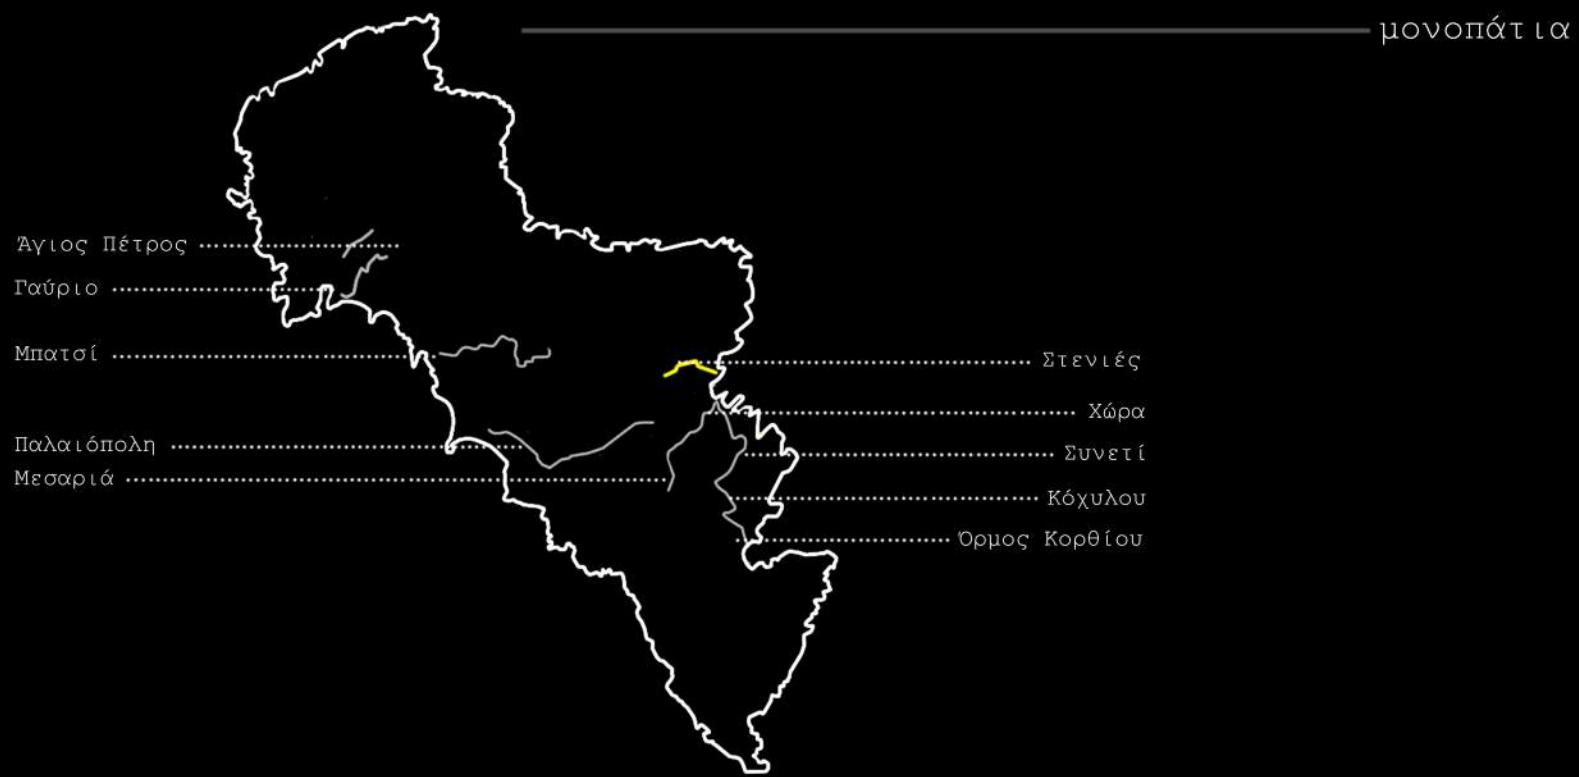 μονοπάτια
Άγιος Πέτρος
Γαύριο
Μπατσί
Παλαιόπολη
Μεσαριά
Στενιές
Χώρα
Συνετί
Κόχυλου
Όρμος Κορθίου